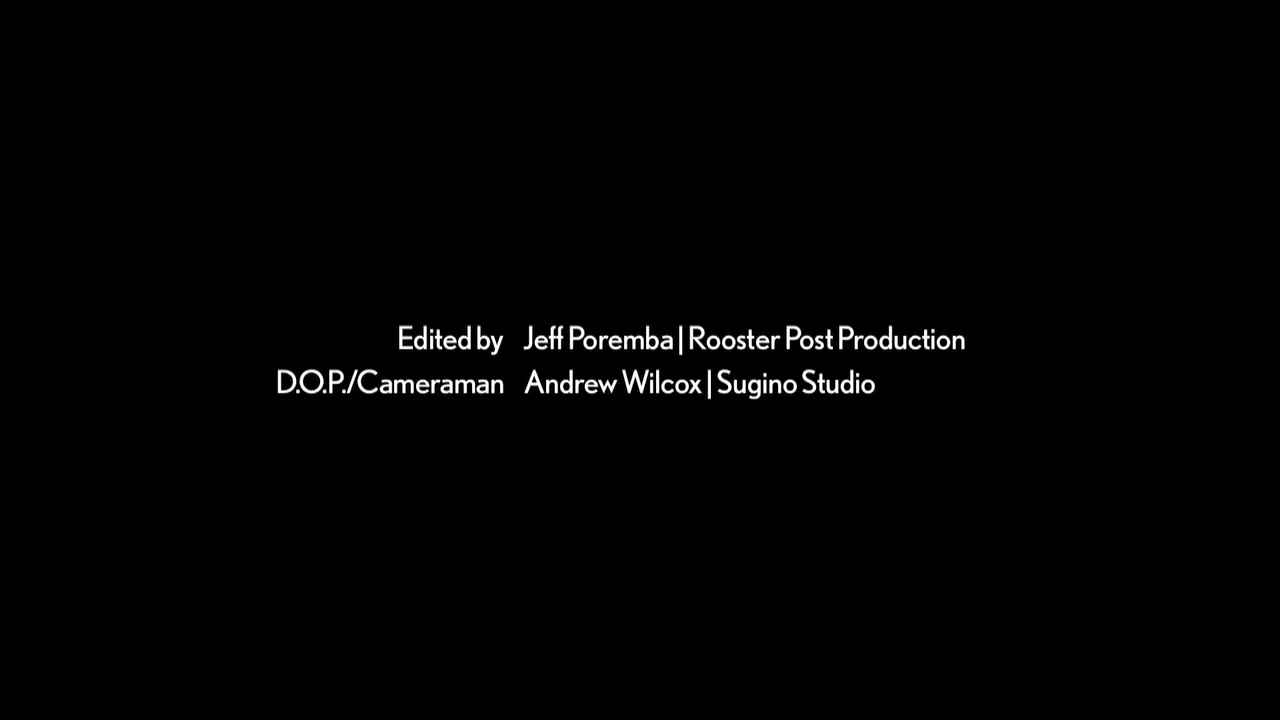 Edited by Jeff Poremba | Rooster Post Production
D.O.P./Cameraman Andrew Wilcox | Sugino Studio